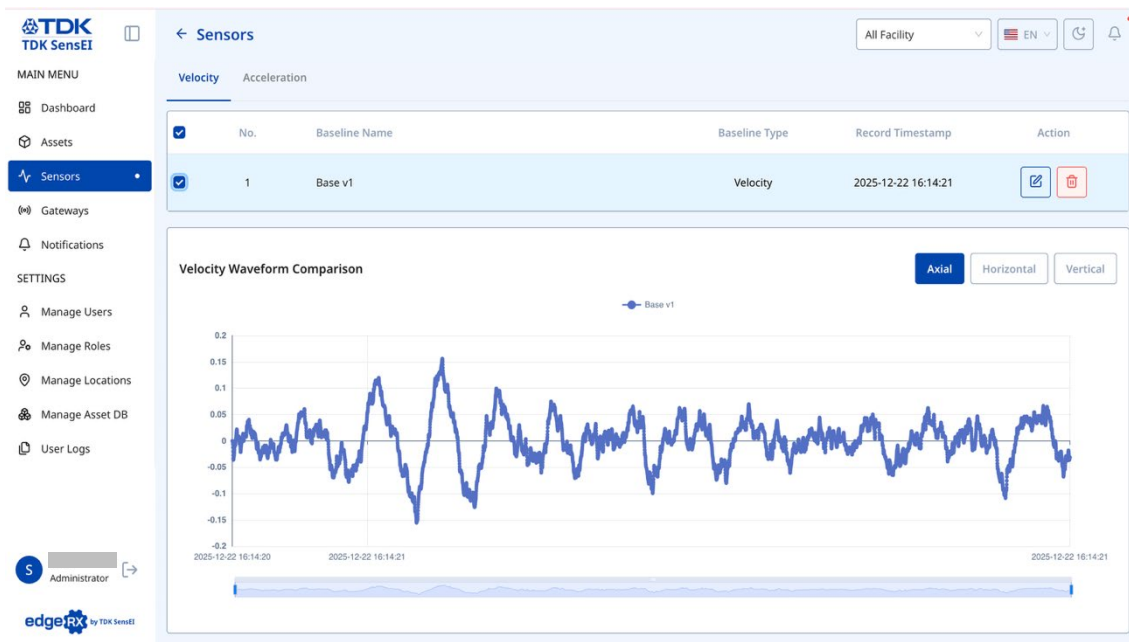 TDK
TDK SensEI
MAIN MENU
Dashboard
Assets
Sensors
Gateways
Notifications
SETTINGS
Manage Users
Manage Roles
Manage Locations
Manage Asset DB
User Logs
S
Administrator
edgeRX by TDK SensEI
Sensors
All Facility
EN
Velocity Acceleration
No. Baseline Name Baseline Type Record Timestamp Action
1 Base v1 Velocity 2025-12-22 16:14:21
Velocity Waveform Comparison
Axial Horizontal Vertical
Base v1
0.2
0.15
0.1
0.05
0
-0.05
-0.1
-0.15
-0.2
2025-12-22 16:14:20 2025-12-22 16:14:21 2025-12-22 16:14:21